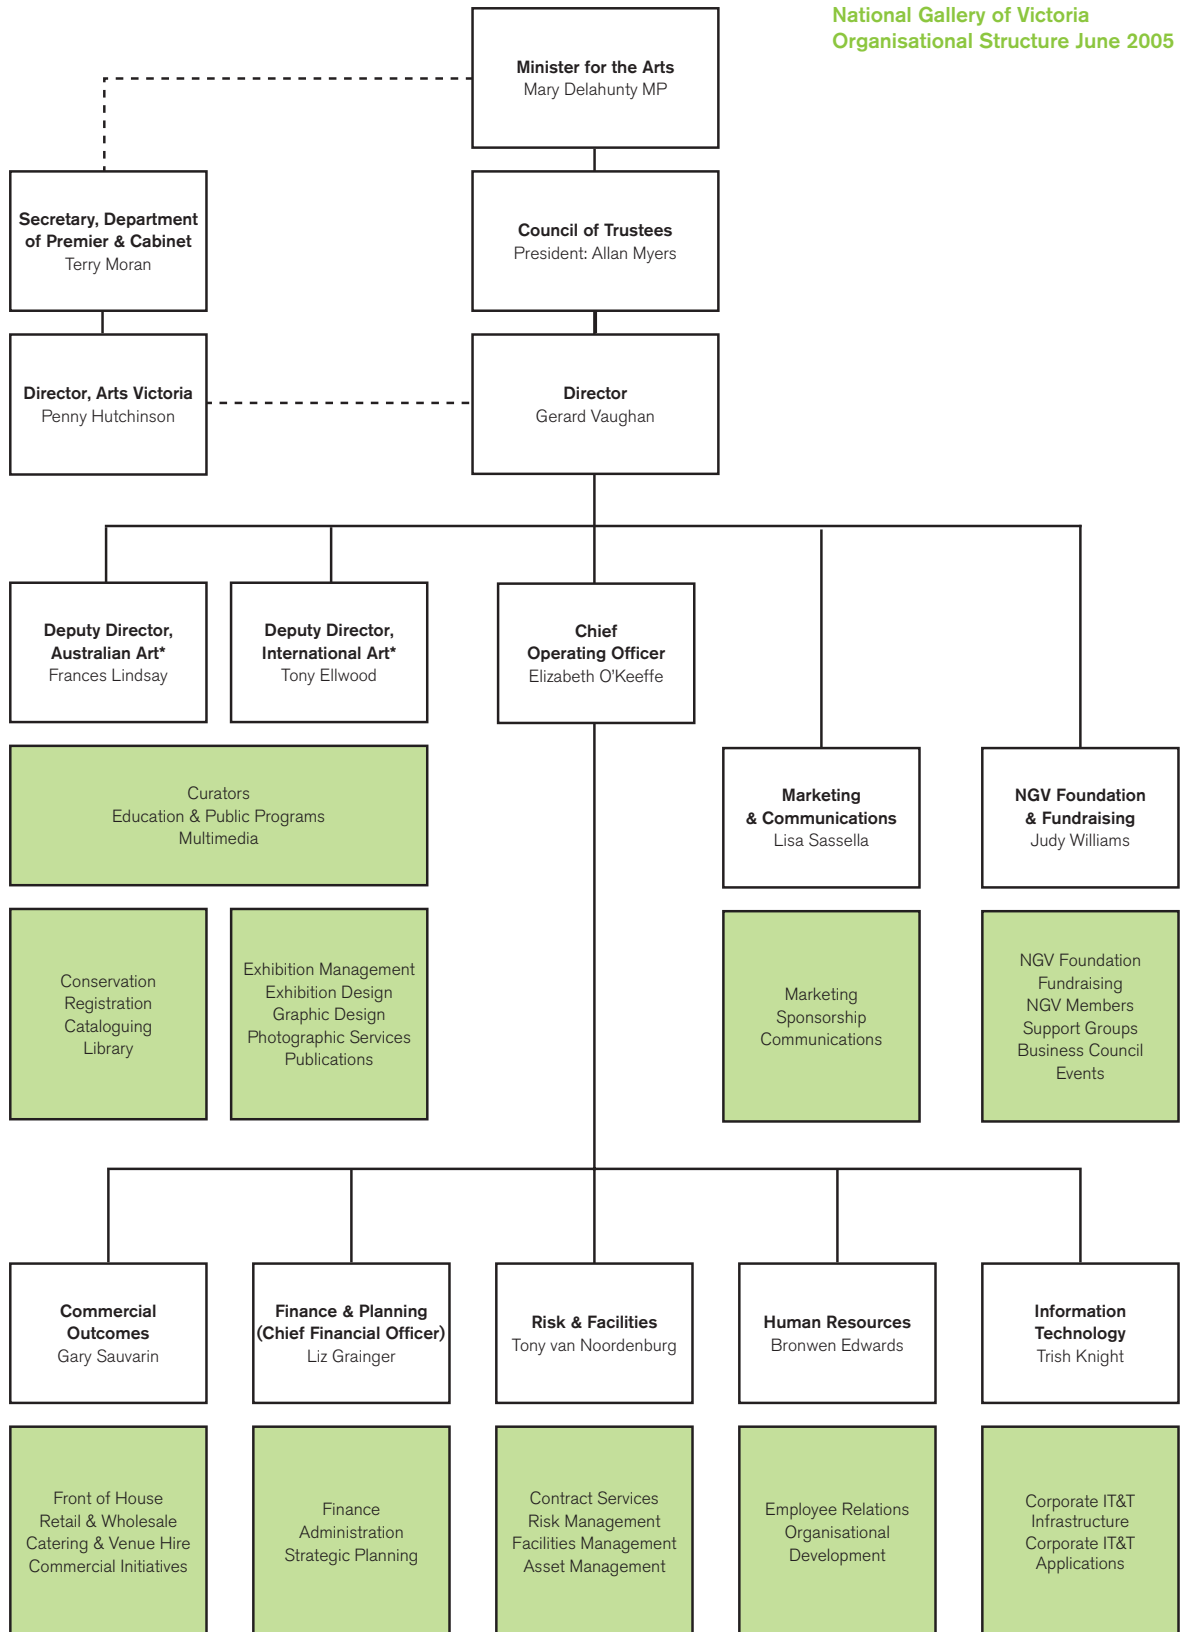 National Gallery of Victoria
Organisational Structure June 2005
Minister for the Arts
Mary Delahunty MP
Secretary, Department
of Premier & Cabinet
Terry Moran
Council of Trustees
President: Allan Myers
Director, Arts Victoria
Penny Hutchinson
Director
Gerard Vaughan
Deputy Director,
Australian Art*
Frances Lindsay
Deputy Director,
International Art*
Tony Ellwood
Chief
Operating Officer
Elizabeth O'Keeffe
Curators
Education & Public Programs
Multimedia
Marketing
& Communications
Lisa Sassella
NGV Foundation
& Fundraising
Judy Williams
Conservation
Registration
Cataloguing
Library
Exhibition Management
Exhibition Design
Graphic Design
Photographic Services
Publications
Marketing
Sponsorship
Communications
NGV Foundation
Fundraising
NGV Members
Support Groups
Business Council
Events
Commercial
Outcomes
Gary Sauvarin
Finance & Planning
(Chief Financial Officer)
Liz Grainger
Risk & Facilities
Tony van Noordenburg
Human Resources
Bronwen Edwards
Information
Technology
Trish Knight
Front of House
Retail & Wholesale
Catering & Venue Hire
Commercial Initiatives
Finance
Administration
Strategic Planning
Contract Services
Risk Management
Facilities Management
Asset Management
Employee Relations
Organisational
Development
Corporate IT&T
Infrastructure
Corporate IT&T
Applications